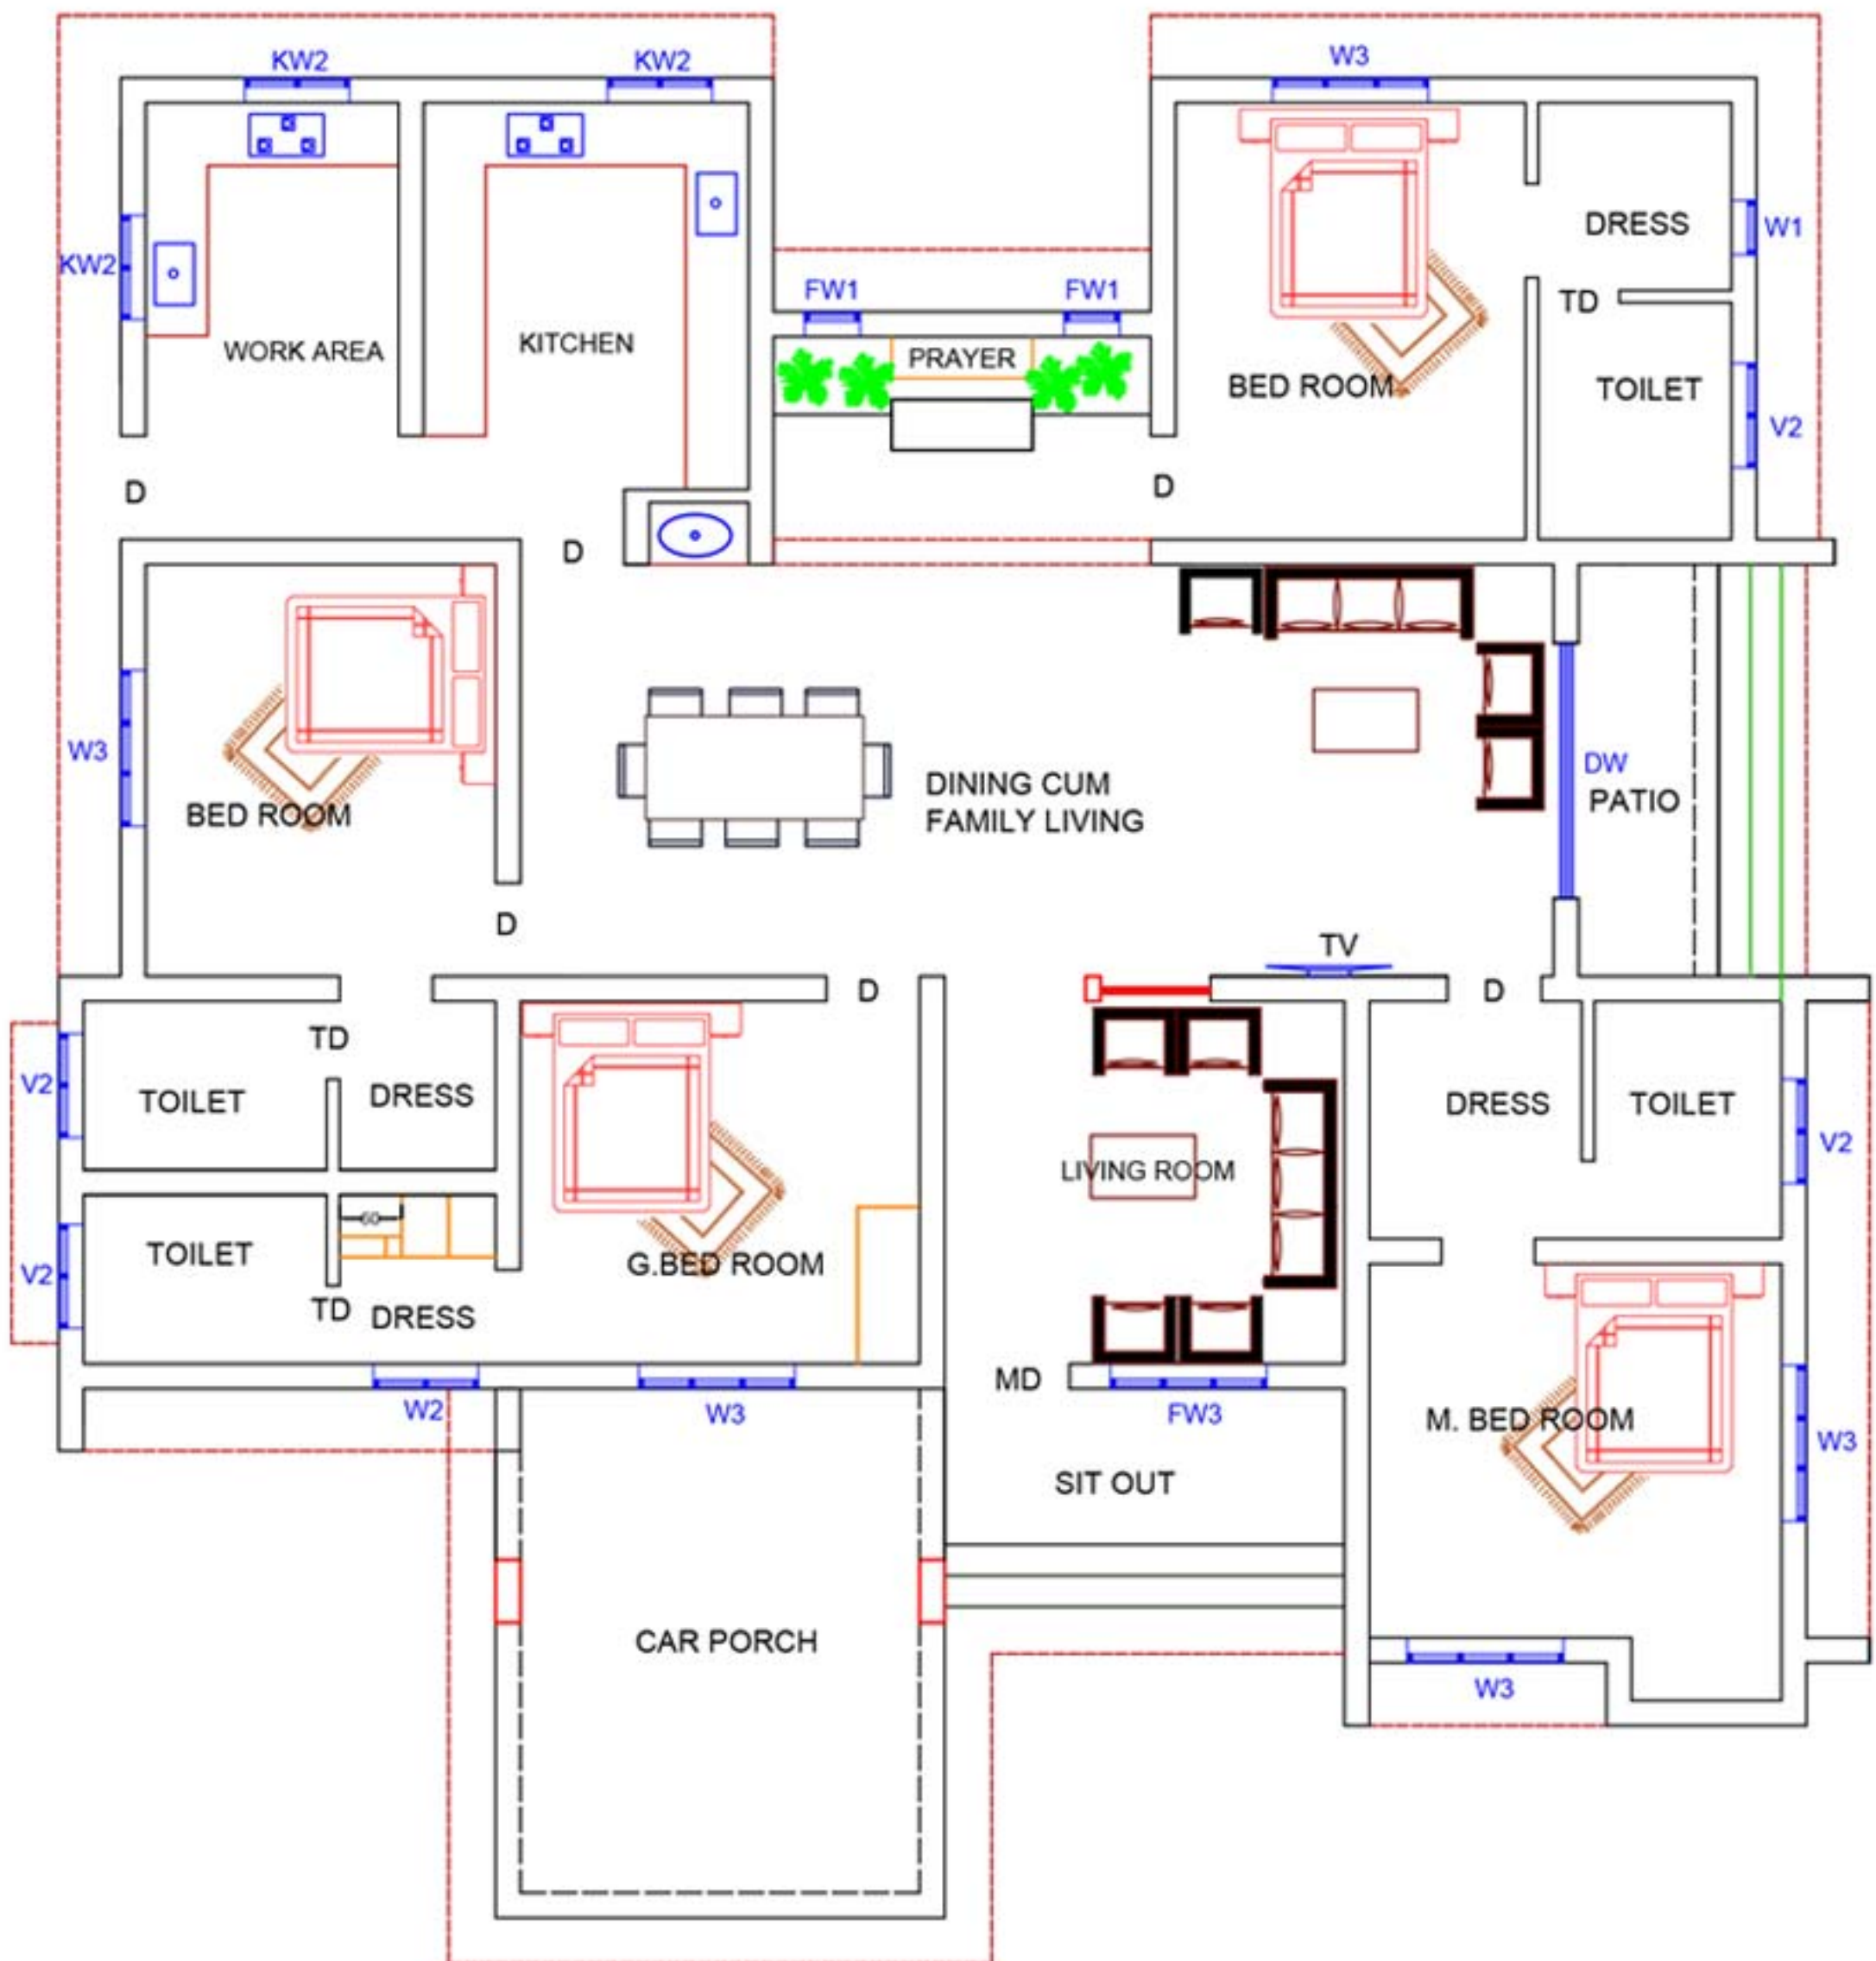 KW2
KW2
W3
KW2
DRESS
W1
FW1
FW1
TD
WORK AREA
KITCHEN
PRAYER
BED ROOM
TOILET
V2
D
D
D
W3
BED ROOM
DINING CUM
FAMILY LIVING
DW
PATIO
D
TV
D
D
TD
V2
TOILET
DRESS
LIVING ROOM
DRESS
TOILET
V2
60
TOILET
G.BED ROOM
V2
TD
DRESS
MD
W2
W3
FW3
M. BED ROOM
W3
SIT OUT
CAR PORCH
W3